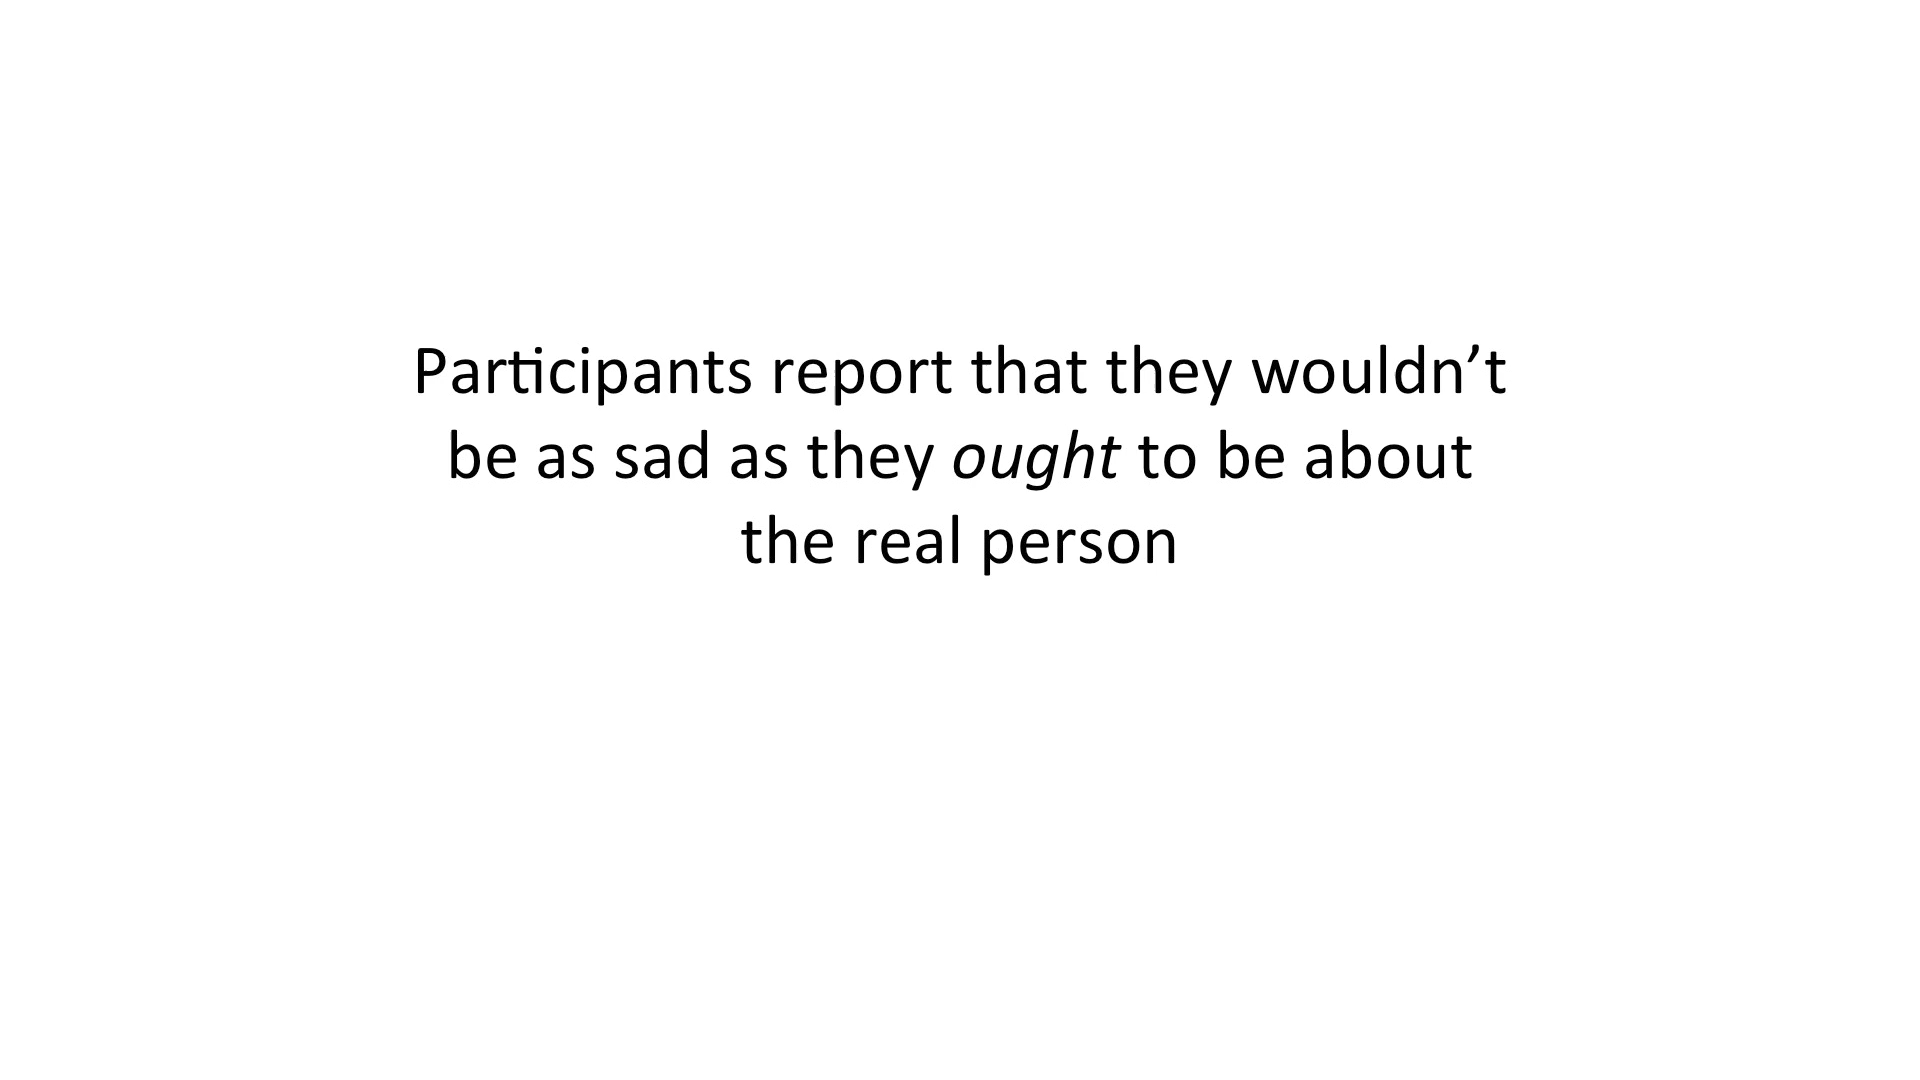 Participants report that they wouldn’t
be as sad as they ought to be about
the real person